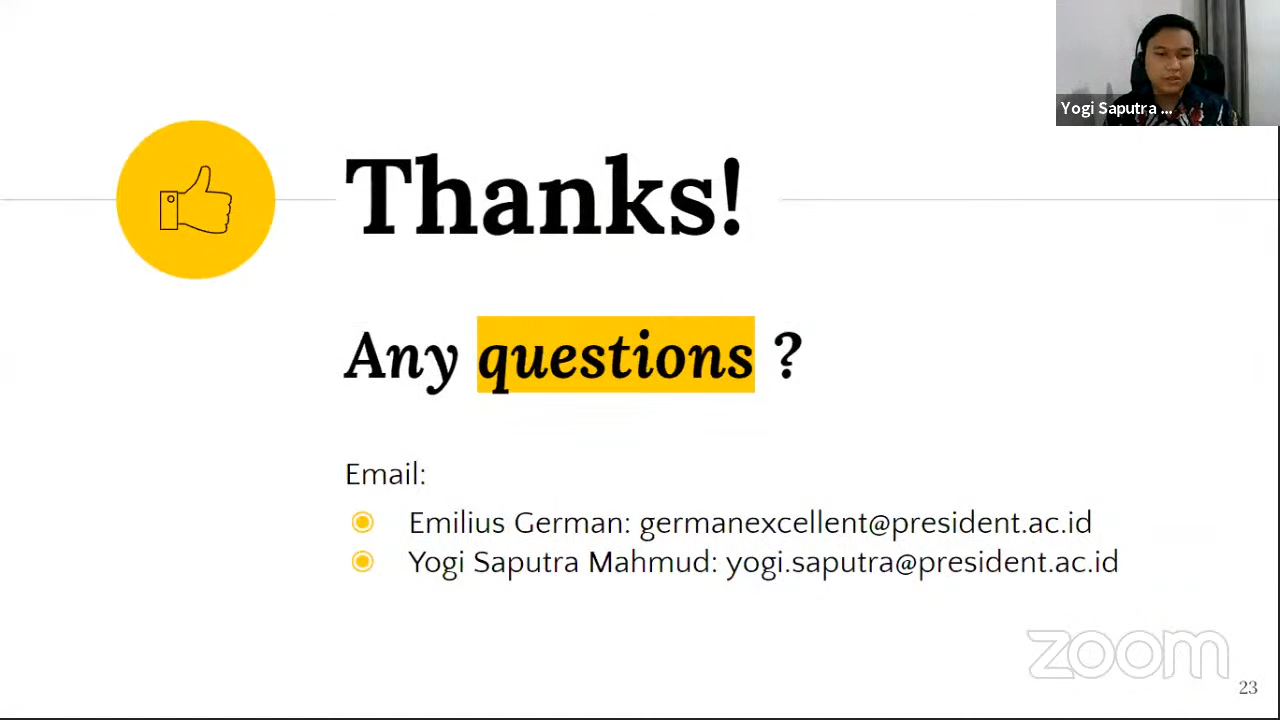 Yogi Saputra ...
Thanks!
Any questions ?
Email:
Emilius German: germanexcellent@president.ac.id
Yogi Saputra Mahmud: yogi.saputra@president.ac.id
zoom
23